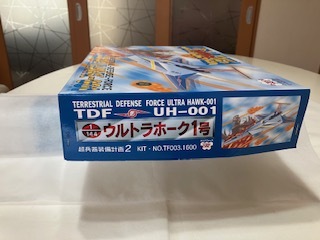 TERRESTRIAL DEFENSE FORCE ULTRA HAWK-001
TDF UH-001
1/144 ウルトラホーク1号
超兵器装備計画2 KIT・NO.TF003.1600